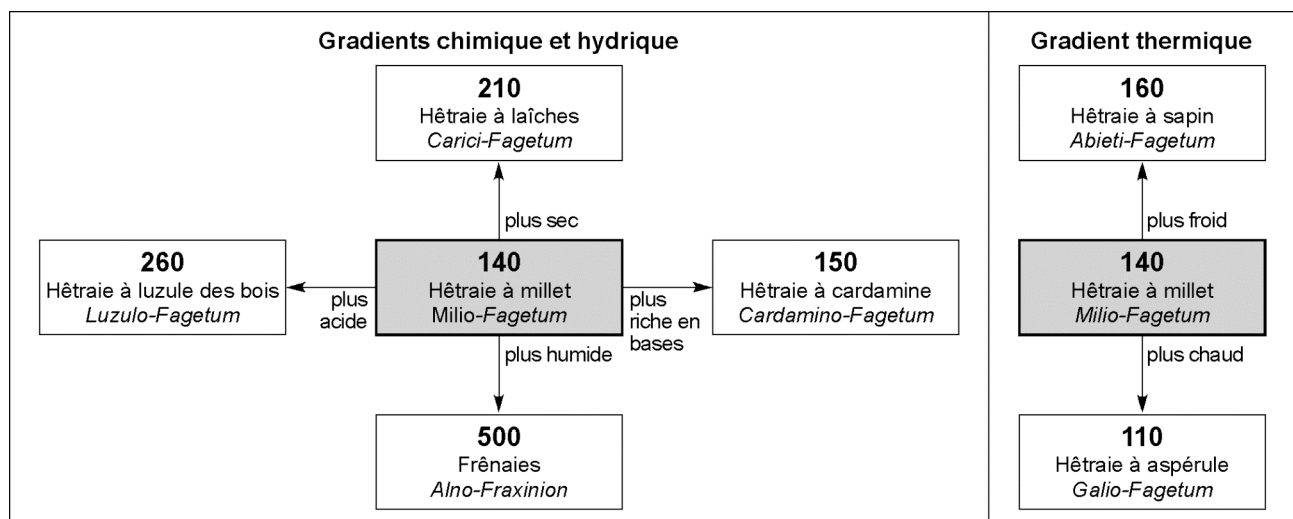 Gradients chimique et hydrique
210
Hêtraie à laîches
Carici-Fagetum
plus sec
260
Hêtraie à luzule des bois
Luzulo-Fagetum
plus
acide
140
Hêtraie à millet
Milio-Fagetum
plus
riche en
bases
150
Hêtraie à cardamine
Cardamino-Fagetum
plus humide
500
Frênaies
Alno-Fraxinion
Gradient thermique
160
Hêtraie à sapin
Abieti-Fagetum
plus froid
140
Hêtraie à millet
Milio-Fagetum
plus chaud
110
Hêtraie à aspérule
Galio-Fagetum